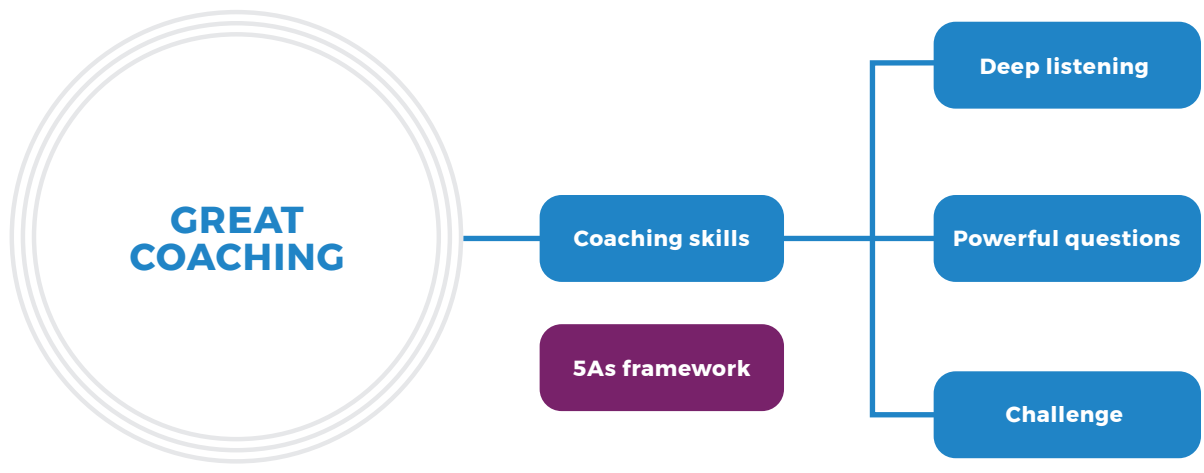 GREAT
COACHING
Coaching skills
5As framework
Deep listening
Powerful questions
Challenge